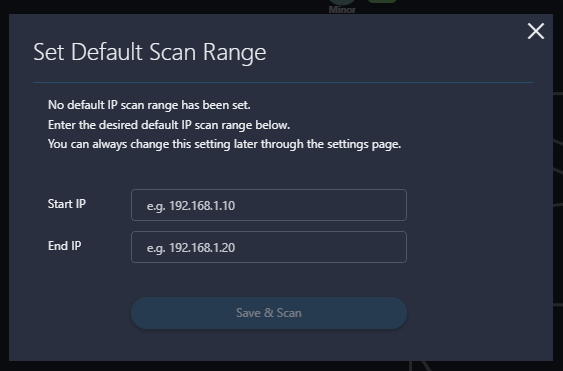 Minor
Set Default Scan Range
No default IP scan range has been set.
Enter the desired default IP scan range below.
You can always change this setting later through the settings page.
Start IP
e.g. 192.168.1.10
End IP
e.g. 192.168.1.20
Save & Scan